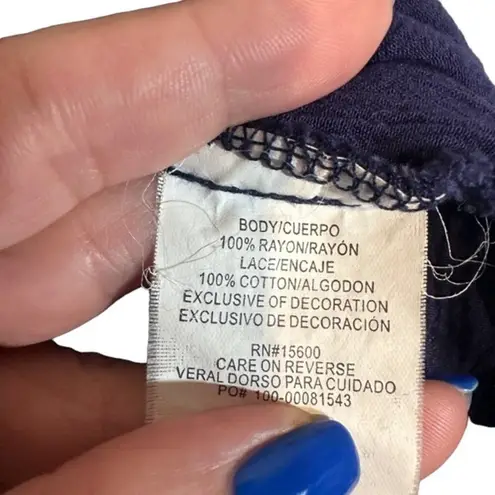 BODY/CUERPO
100% RAYON/RAYÓN
LACE/ENCAJE
100% COTTON/ALGODON
EXCLUSIVE OF DECORATION
EXCLUSIVO DE DECORACIÓN
RN#15600
CARE ON REVERSE
VERAL DORSO PARA CUIDADO
PO# 100-00081543